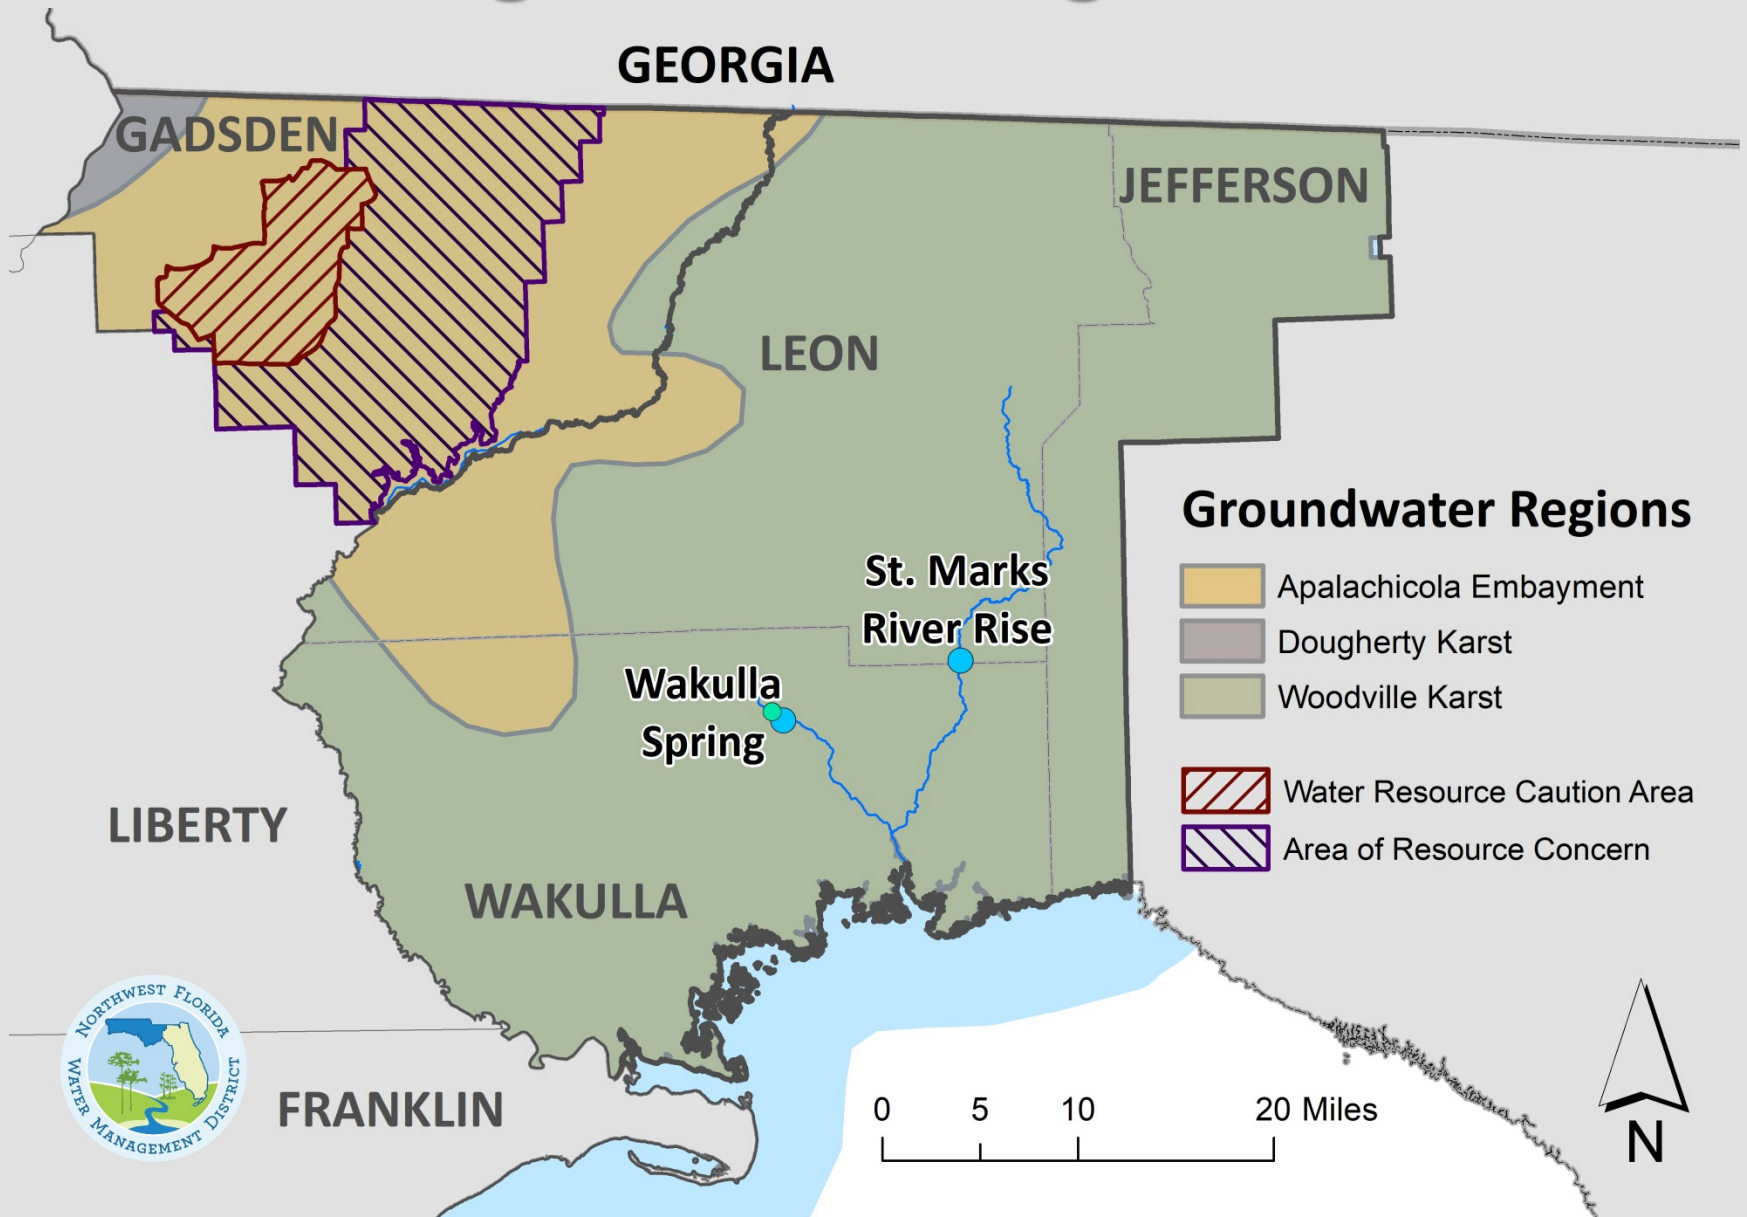 GEORGIA
GADSDEN
JEFFERSON
LEON
Groundwater Regions
Apalachicola Embayment
Dougherty Karst
Woodville Karst
Water Resource Caution Area
Area of Resource Concern
St. Marks
River Rise
Wakulla
Spring
LIBERTY
WAKULLA
FRANKLIN
NORTHWEST FLORIDA
WATER MANAGEMENT DISTRICT
0 5 10 20 Miles
N